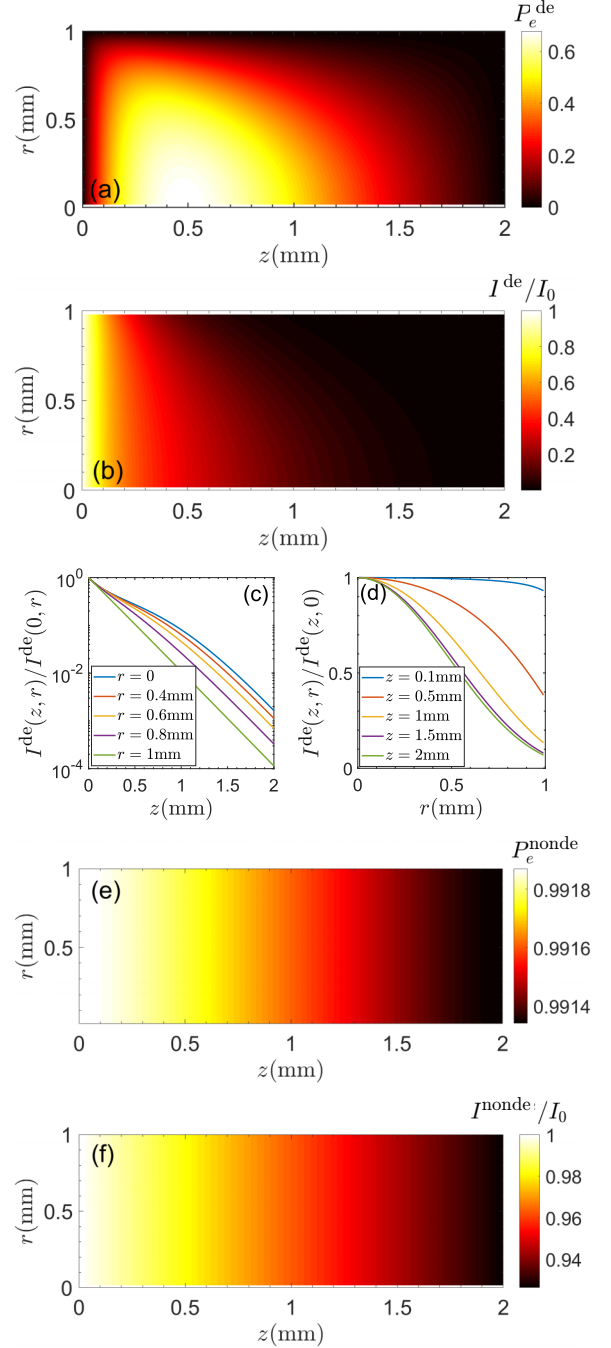 P_e^de
1
0.5
0
r(mm)
(a)
0 0.5 1 1.5 2
z(mm)
0.6
0.4
0.2
0
I^de/I_0
1
0.5
0
r(mm)
(b)
0 0.5 1 1.5 2
z(mm)
1
0.8
0.6
0.4
0.2
I^de(z, r)/I^de(0, r)
10^0
10^-2
10^-4
(c)
r = 0
r = 0.4mm
r = 0.6mm
r = 0.8mm
r = 1mm
0 0.5 1 1.5 2
z(mm)
I^de(z, r)/I^de(z, 0)
1
0.5
0
(d)
z = 0.1mm
z = 0.5mm
z = 1mm
z = 1.5mm
z = 2mm
0 0.5 1
r(mm)
P_e^nonde
1
0.5
r(mm)
(e)
0 0.5 1 1.5 2
z(mm)
0.9918
0.9916
0.9914
I^nonde/I_0
1
0.5
0
r(mm)
(f)
0 0.5 1 1.5 2
z(mm)
1
0.98
0.96
0.94